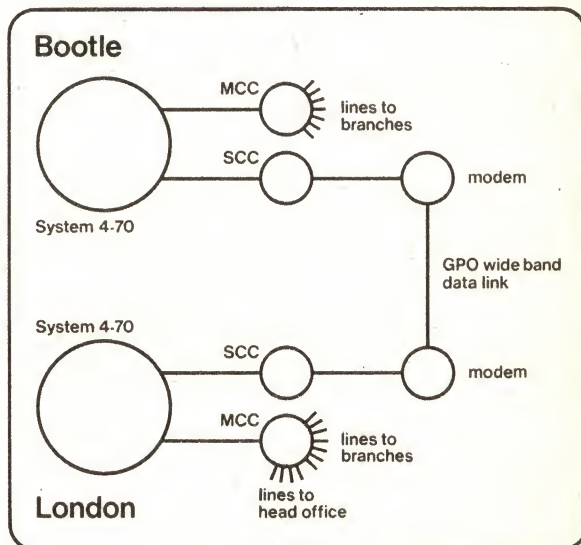 Bootle
MCC
lines to
branches
SCC
modem
System 4-70
GPO wide band
data link
System 4-70
SCC
modem
MCC
lines to
branches
lines to
head office
London